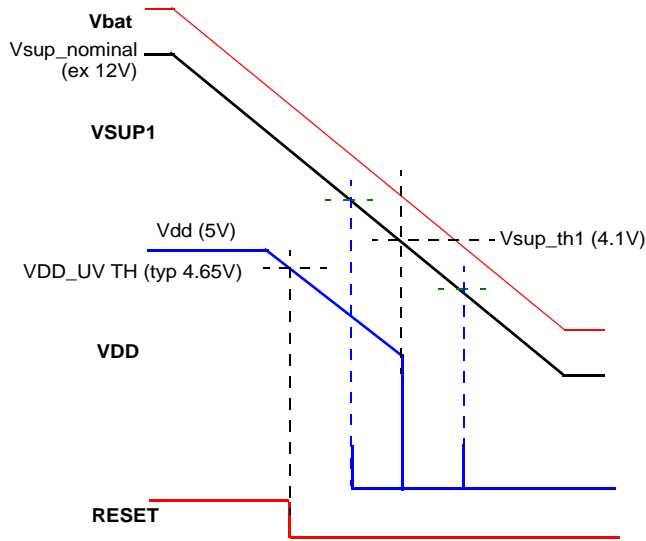 Vbat
Vsup_nominal
(ex 12V)
VSUP1
Vdd (5V)
Vsup_th1 (4.1V)
VDD_UV TH (typ 4.65V)
VDD
RESET